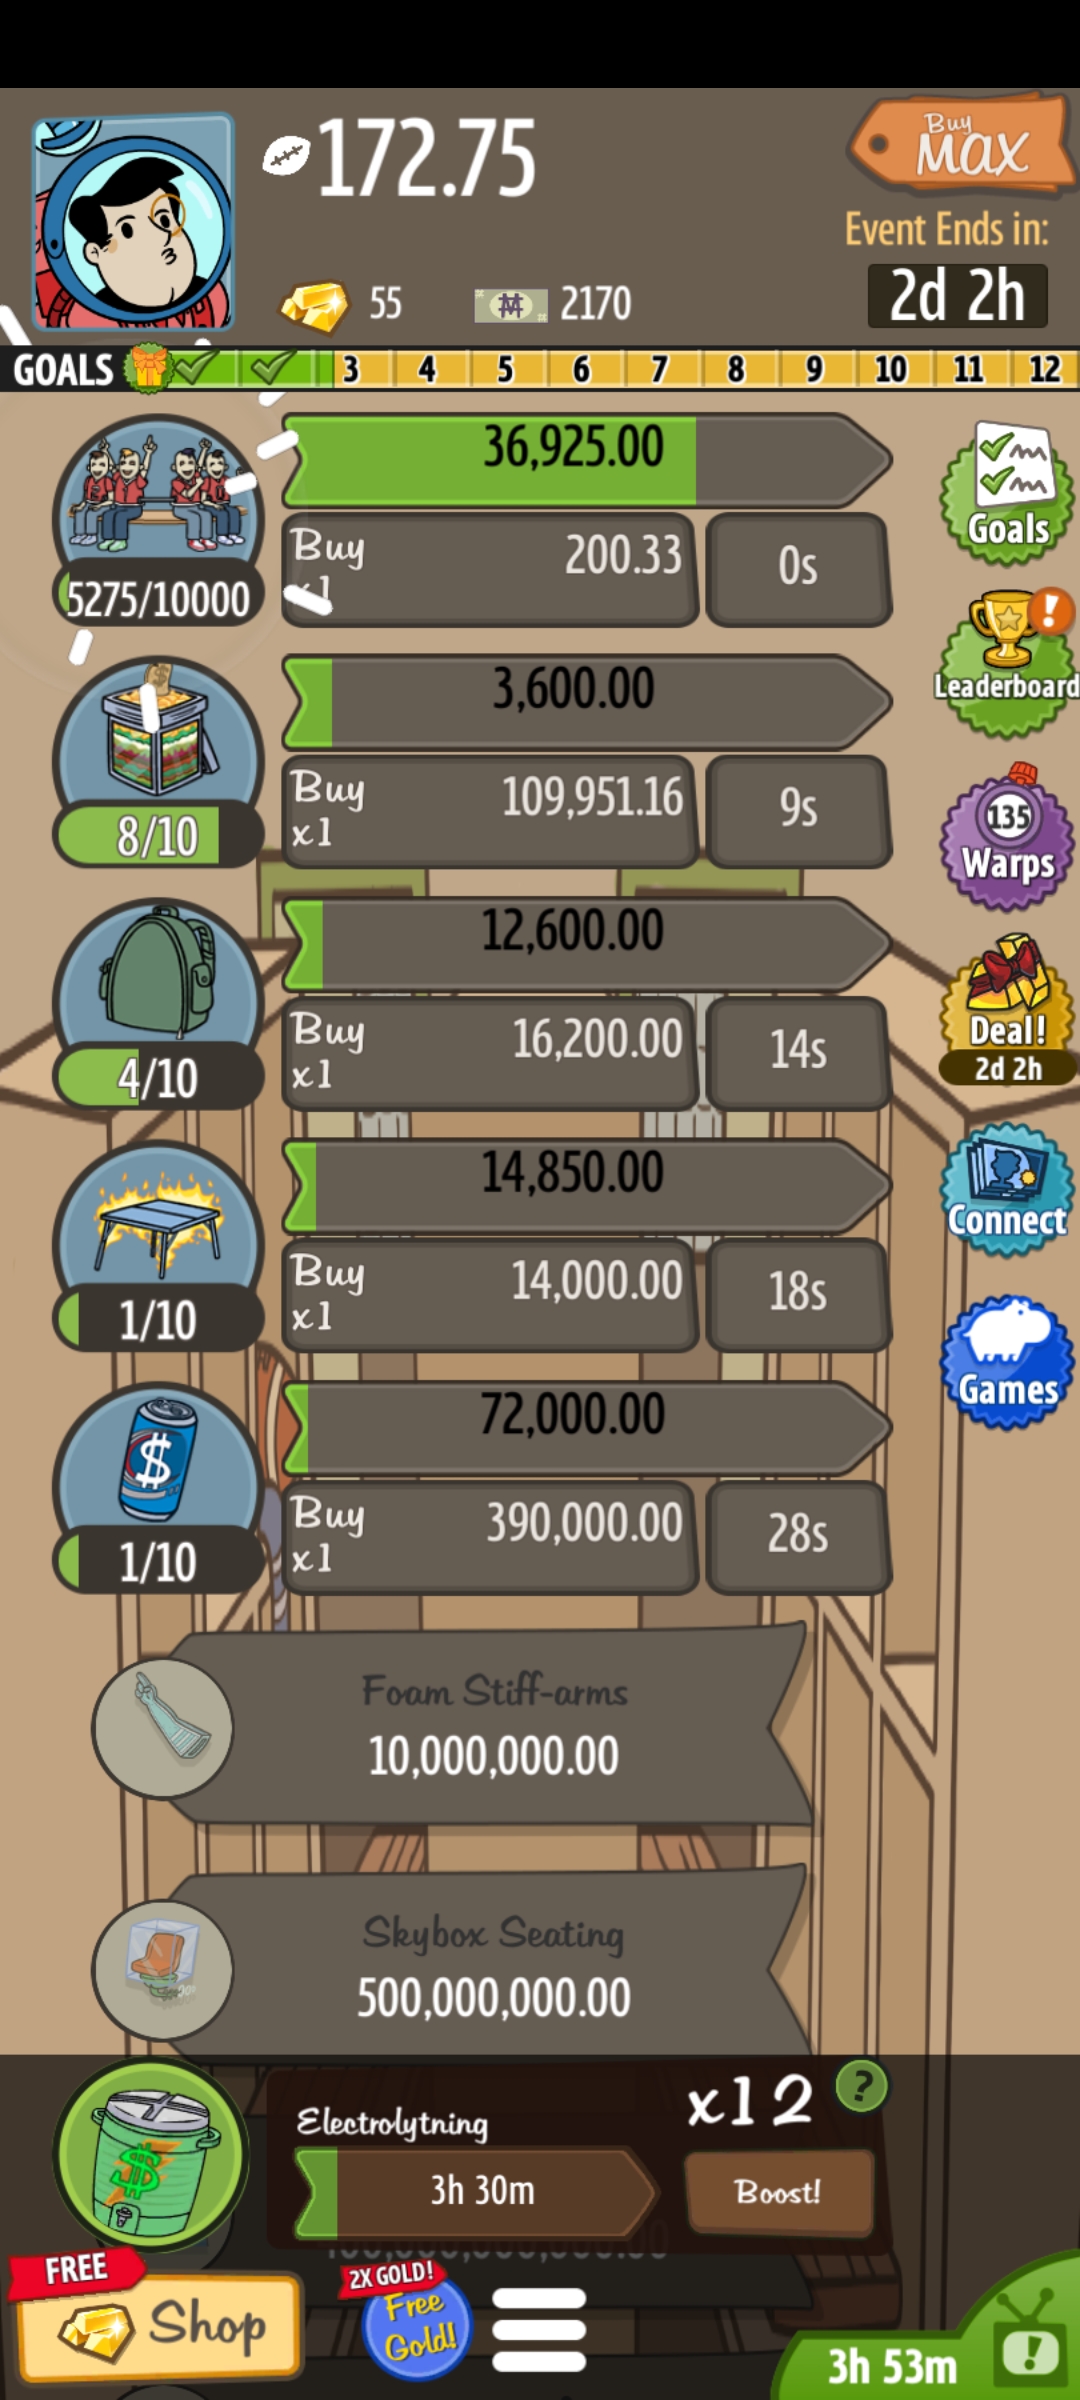 172.75
Buy
MAX
Event Ends in:
55
2170
2d 2h
GOALS 3 4 5 6 7 8 9 10 11 12
36,925.00
Buy
x1
200.33
0s
5275/10000
Goals
3,600.00
Leaderboard
Buy
x1
109,951.16
9s
8/10
135
Warps
12,600.00
Buy
x1
16,200.00
14s
4/10
Deal!
2d 2h
14,850.00
Buy
x1
14,000.00
18s
1/10
Connect
72,000.00
Games
Buy
x1
390,000.00
28s
1/10
Foam Stiff-arms
10,000,000.00
Skybox Seating
500,000,000.00
x12
?
Electrolytning
3h 30m
Boost!
FREE
Shop
2X GOLD!
Free
Gold!
3h 53m